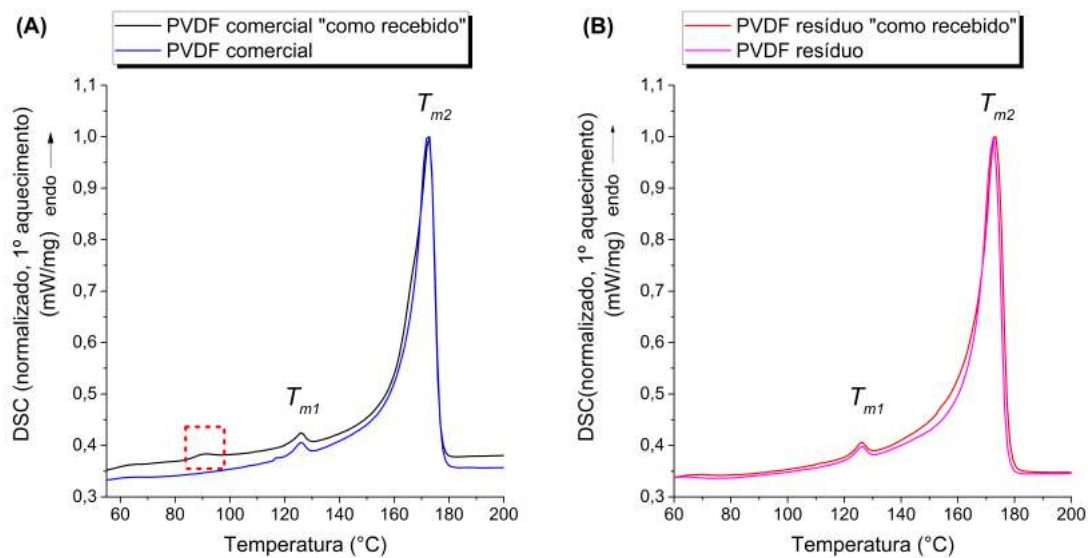 (A)
PVDF comercial "como recebido"
PVDF comercial
DSC (normalizado, 1º aquecimento)
(mW/mg) endo
1,1
1,0
0,9
0,8
0,7
0,6
0,5
0,4
0,3
Tm1
Tm2
60 80 100 120 140 160 180 200
Temperatura (°C)
(B)
PVDF resíduo "como recebido"
PVDF resíduo
DSC(normalizado, 1º aquecimento)
(mW/mg) endo
1,1
1,0
0,9
0,8
0,7
0,6
0,5
0,4
0,3
Tm1
Tm2
60 80 100 120 140 160 180 200
Temperatura (°C)